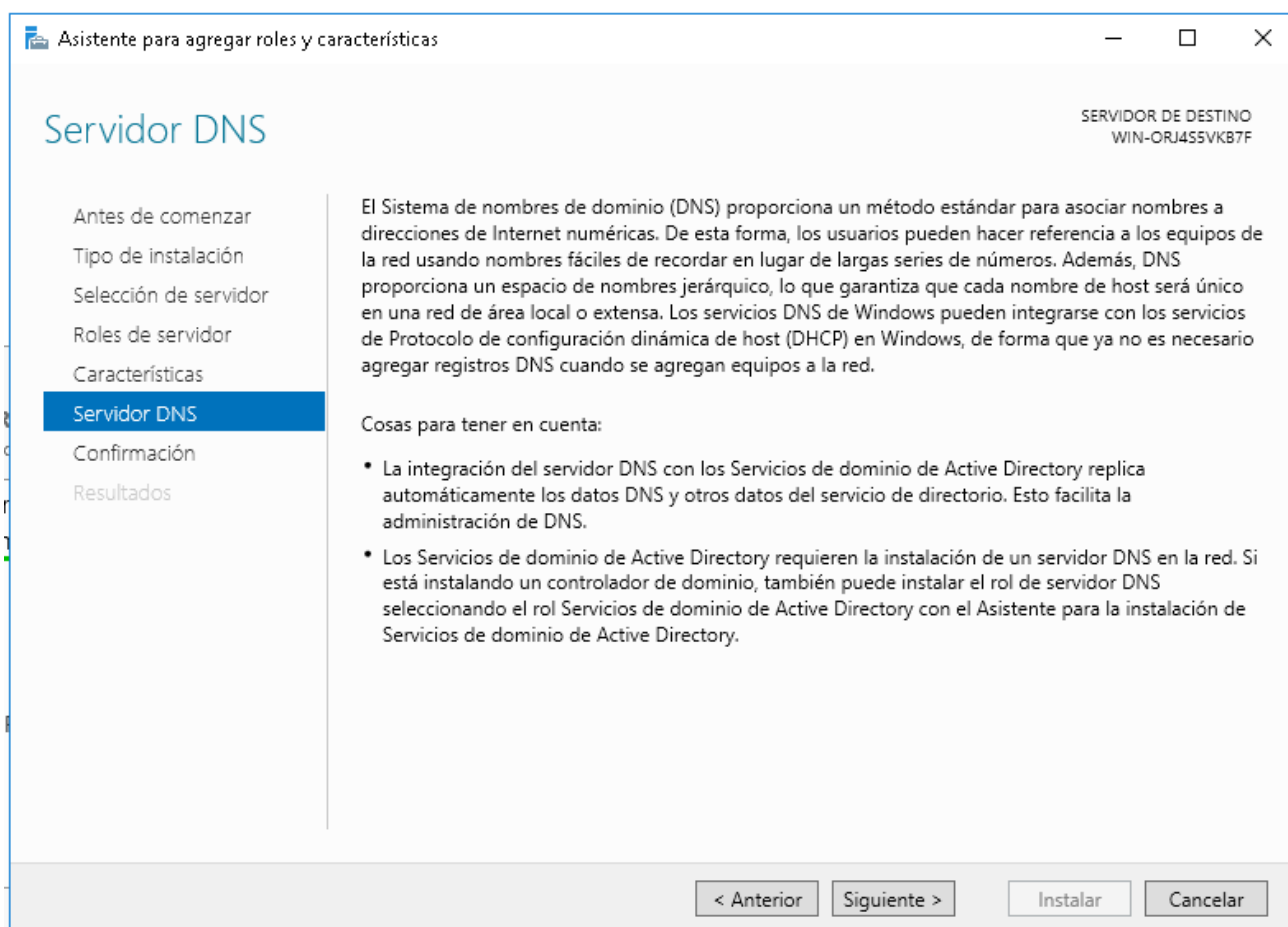 Asistente para agregar roles y características
Servidor DNS
SERVIDOR DE DESTINO
WIN-ORJ4S5VKB7F
Antes de comenzar
Tipo de instalación
Selección de servidor
Roles de servidor
Características
Servidor DNS
Confirmación
Resultados
El Sistema de nombres de dominio (DNS) proporciona un método estándar para asociar nombres a
direcciones de Internet numéricas. De esta forma, los usuarios pueden hacer referencia a los equipos de
la red usando nombres fáciles de recordar en lugar de largas series de números. Además, DNS
proporciona un espacio de nombres jerárquico, lo que garantiza que cada nombre de host será único
en una red de área local o extensa. Los servicios DNS de Windows pueden integrarse con los servicios
de Protocolo de configuración dinámica de host (DHCP) en Windows, de forma que ya no es necesario
agregar registros DNS cuando se agregan equipos a la red.
Cosas para tener en cuenta:
• La integración del servidor DNS con los Servicios de dominio de Active Directory replica
automáticamente los datos DNS y otros datos del servicio de directorio. Esto facilita la
administración de DNS.
• Los Servicios de dominio de Active Directory requieren la instalación de un servidor DNS en la red. Si
está instalando un controlador de dominio, también puede instalar el rol de servidor DNS
seleccionando el rol Servicios de dominio de Active Directory con el Asistente para la instalación de
Servicios de dominio de Active Directory.
< Anterior
Siguiente >
Instalar
Cancelar